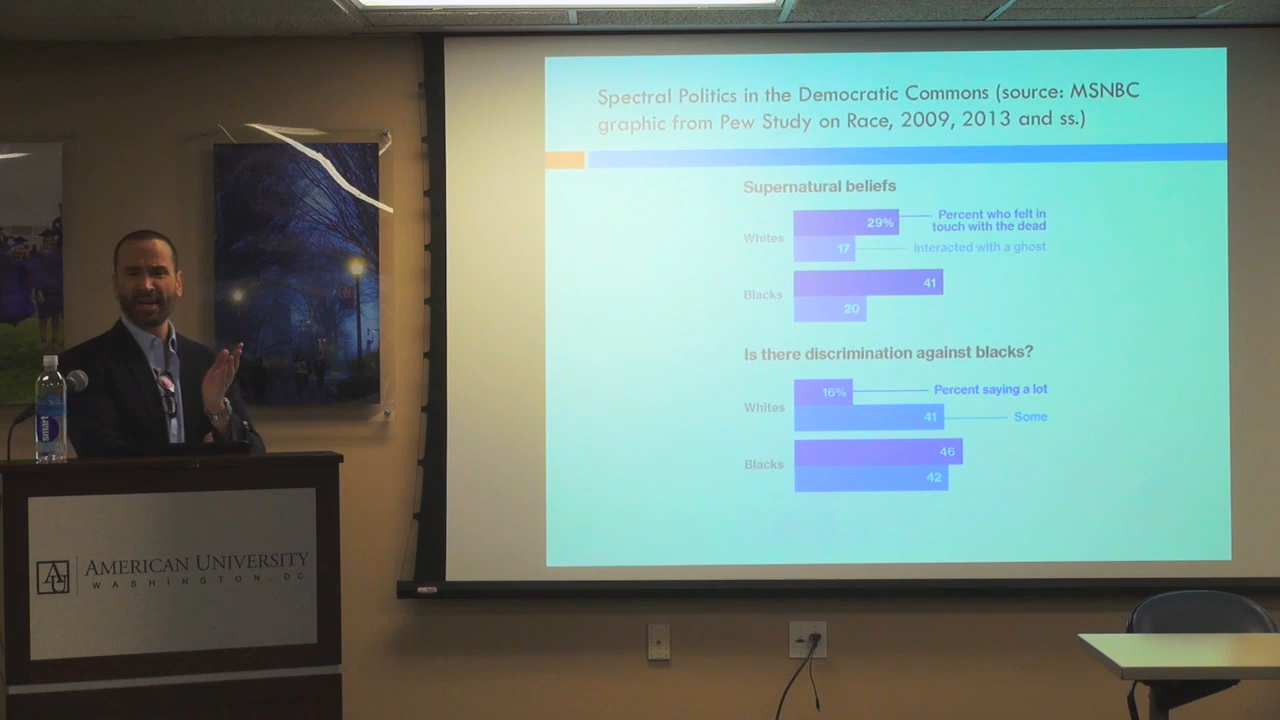 Spectral Politics in the Democratic Commons (source: MSNBC
graphic from Pew Study on Race, 2009, 2013 and ss.)
Supernatural beliefs
Whites
29%
Percent who felt in
touch with the dead
17
Interacted with a ghost
Blacks
41
20
Is there discrimination against blacks?
Whites
16%
Percent saying a lot
41
Some
Blacks
46
42
smart
AU
AMERICAN UNIVERSITY
WASHINGTON, DC